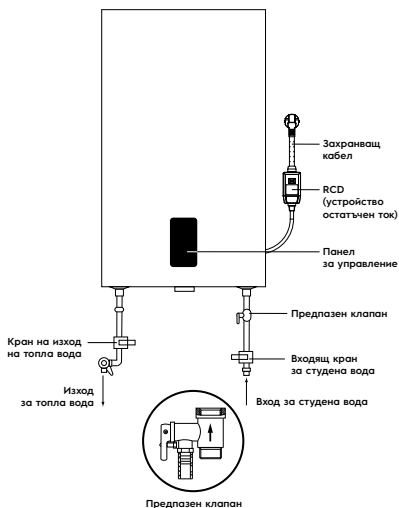 Захранващ
кабел
RCD
(устройство
остатъчен ток)
Панел
за управление
Предпазен клапан
Кран на изход
на топла вода
Входящ кран
за студена вода
Изход
за топла вода
Вход за студена вода
Предпазен клапан